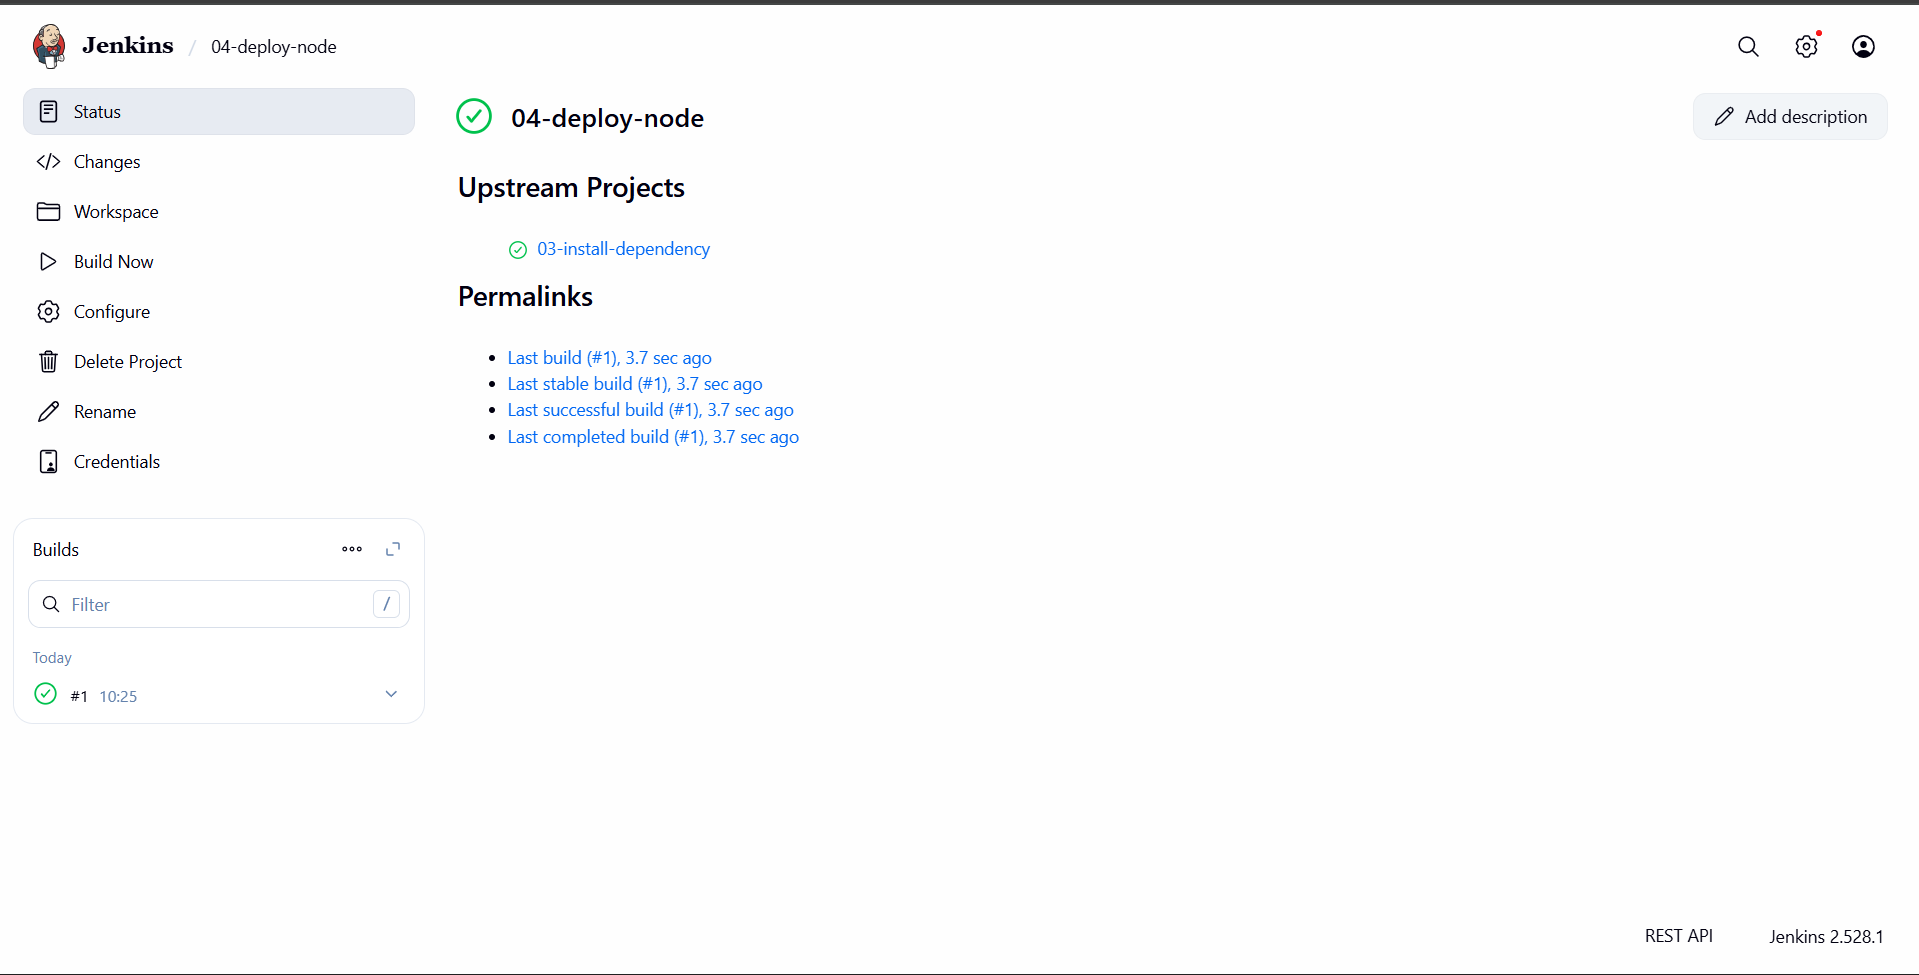 Jenkins / 04-deploy-node
Status
Changes
Workspace
Build Now
Configure
Delete Project
Rename
Credentials
Builds
Filter /
Today
#1 10:25
04-deploy-node
Add description
Upstream Projects
03-install-dependency
Permalinks
Last build (#1), 3.7 sec ago
Last stable build (#1), 3.7 sec ago
Last successful build (#1), 3.7 sec ago
Last completed build (#1), 3.7 sec ago
REST API Jenkins 2.528.1